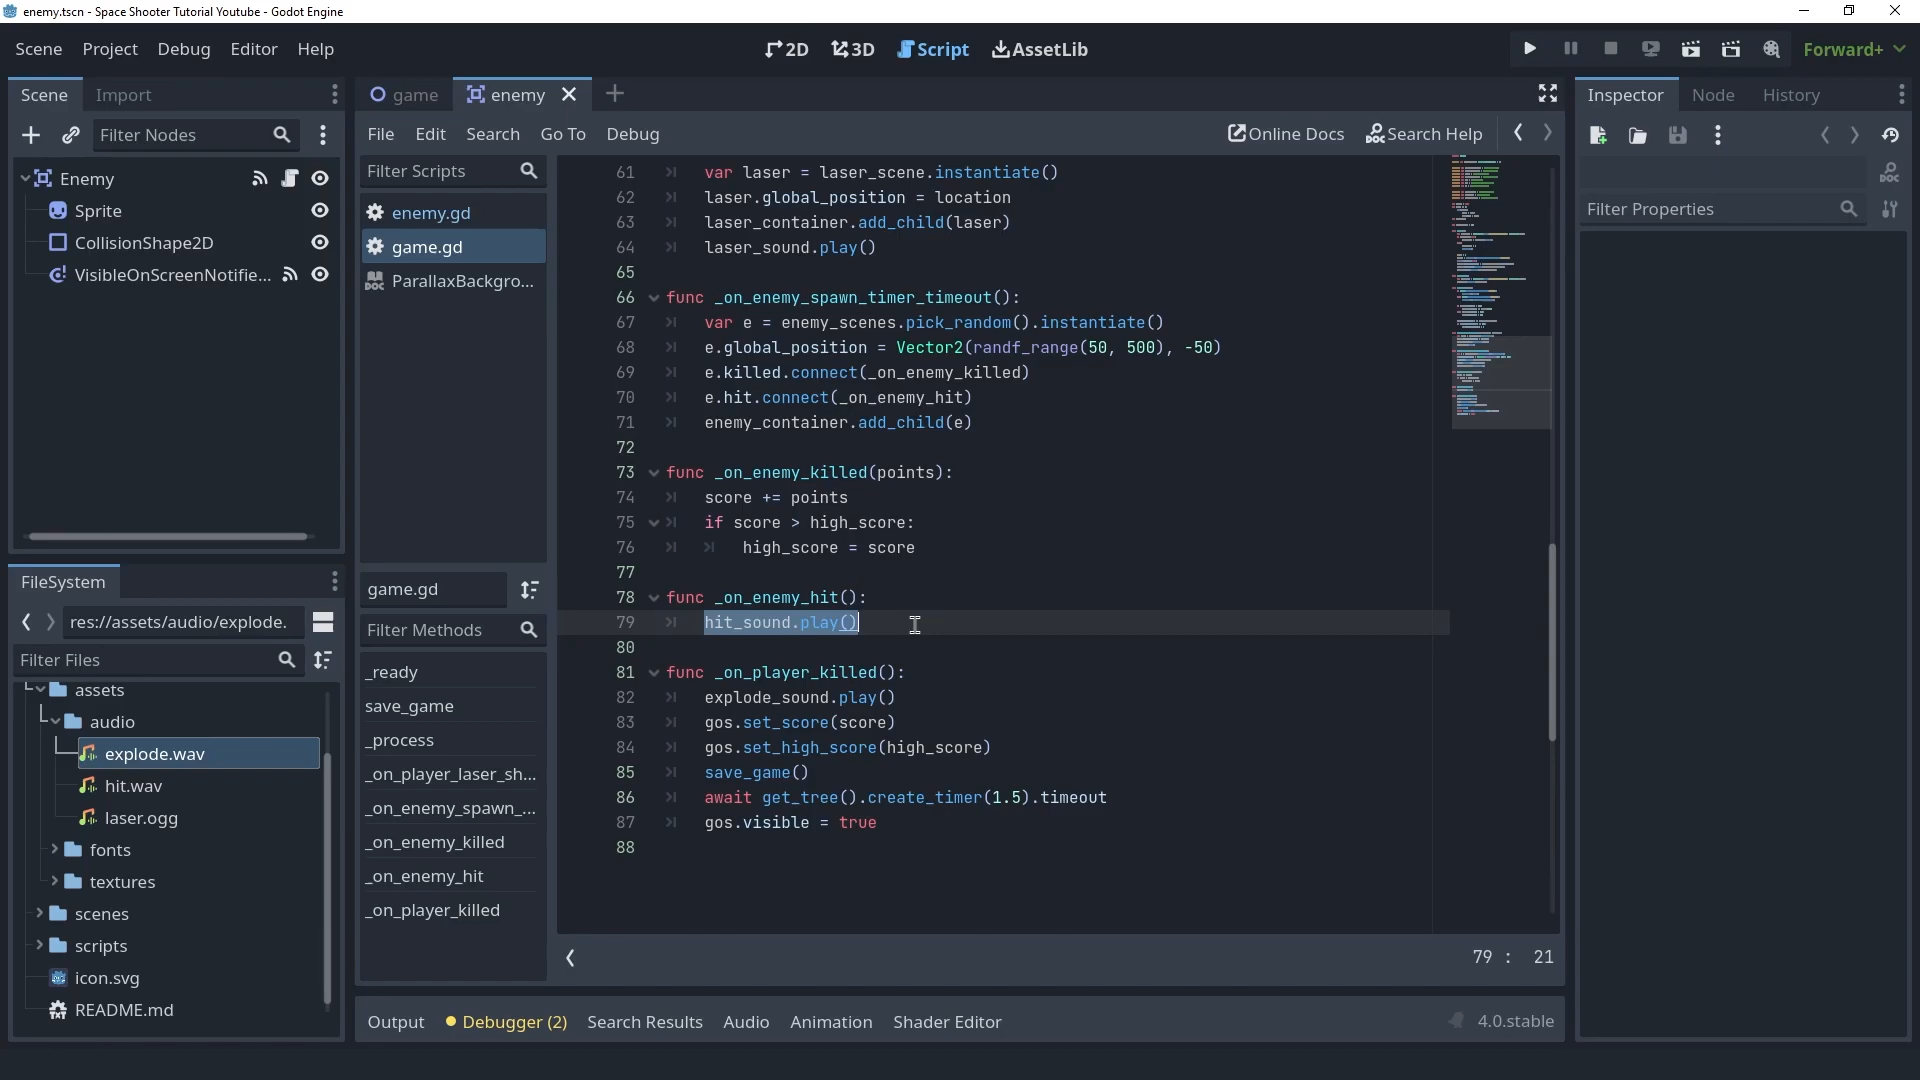 enemy.tscn - Space Shooter Tutorial Youtube - Godot Engine
Scene Project Debug Editor Help
2D 3D Script AssetLib
Forward+
Scene Import
game enemy
Inspector Node History
Filter Nodes
File Edit Search Go To Debug
Online Docs Search Help
Enemy
Sprite
CollisionShape2D
VisibleOnScreenNotifie...
Filter Scripts
enemy.gd
game.gd
ParallaxBackgro...
game.gd
Filter Methods
_ready
save_game
_process
_on_player_laser_sh...
_on_enemy_spawn_...
_on_enemy_killed
_on_enemy_hit
_on_player_killed
61 var laser = laser_scene.instantiate()
62 laser.global_position = location
63 laser_container.add_child(laser)
64 laser_sound.play()
65
66 func _on_enemy_spawn_timer_timeout():
67 var e = enemy_scenes.pick_random().instantiate()
68 e.global_position = Vector2(randf_range(50, 500), -50)
69 e.killed.connect(_on_enemy_killed)
70 e.hit.connect(_on_enemy_hit)
71 enemy_container.add_child(e)
72
73 func _on_enemy_killed(points):
74 score += points
75 if score > high_score:
76 high_score = score
77
78 func _on_enemy_hit():
79 hit_sound.play()
80
81 func _on_player_killed():
82 explode_sound.play()
83 gos.set_score(score)
84 gos.set_high_score(high_score)
85 save_game()
86 await get_tree().create_timer(1.5).timeout
87 gos.visible = true
88
79 : 21
Filter Properties
FileSystem
res://assets/audio/explode.
Filter Files
assets
audio
explode.wav
hit.wav
laser.ogg
fonts
textures
scenes
scripts
icon.svg
README.md
Output Debugger (2) Search Results Audio Animation Shader Editor
4.0.stable